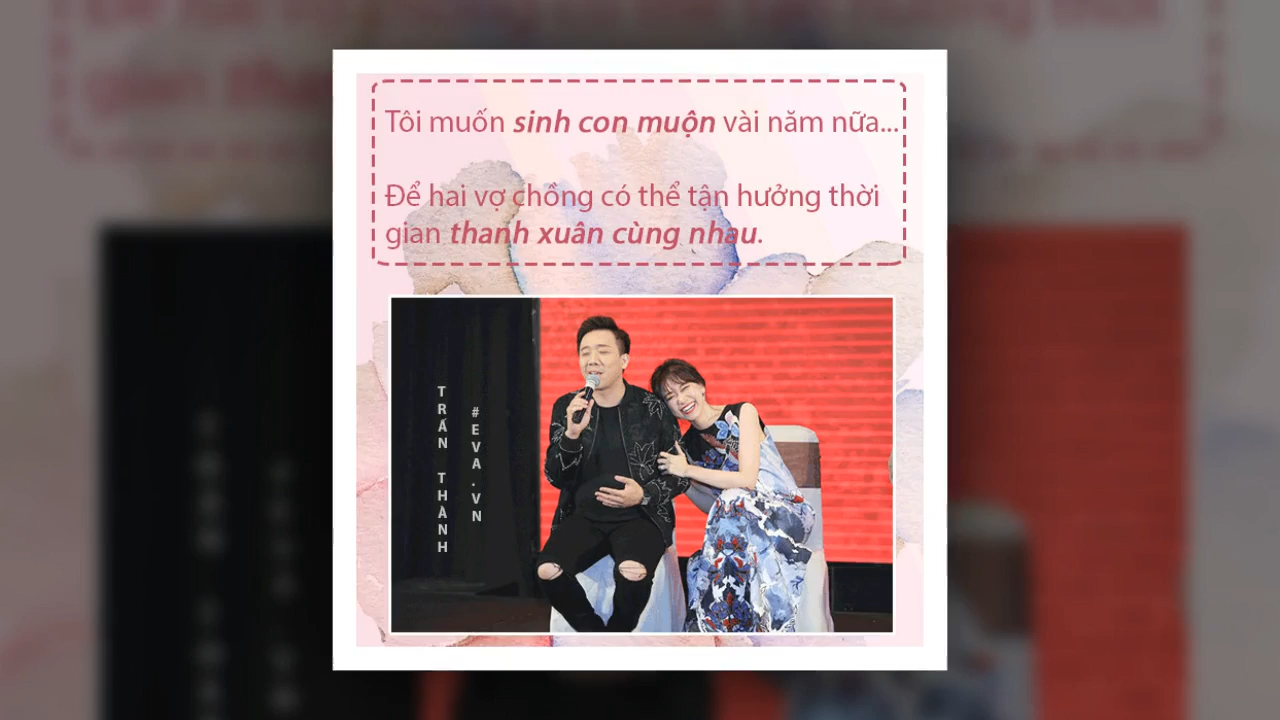 Tôi muốn sinh con muộn vài năm nữa...
Để hai vợ chồng có thể tận hưởng thời
gian thanh xuân cùng nhau.
TRẤN THÀNH
#EVA.VN